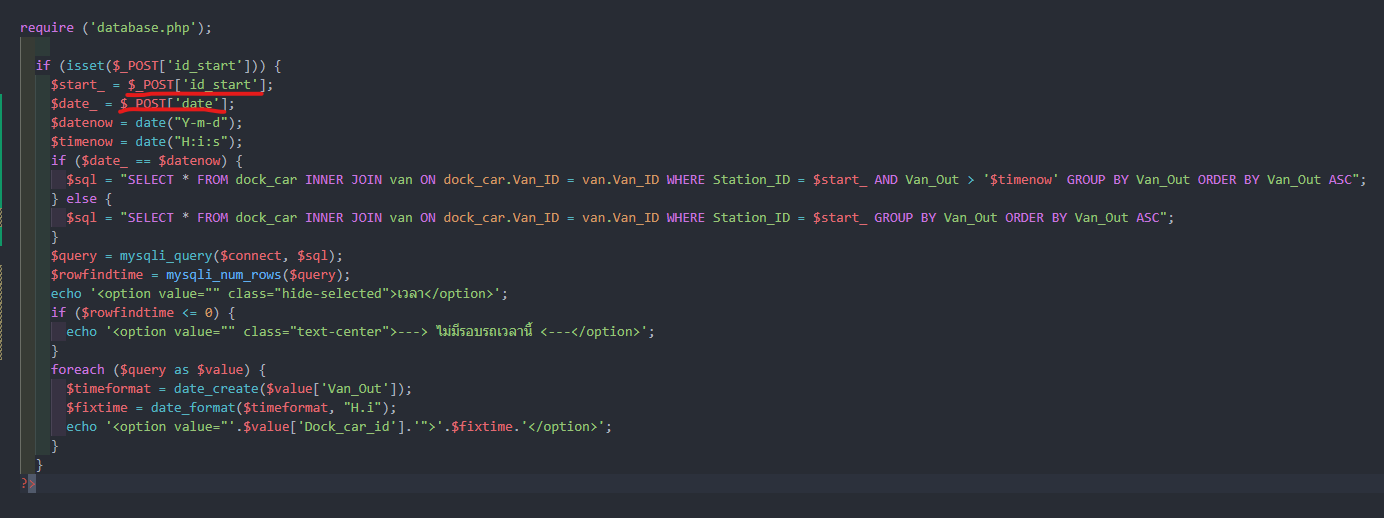 require ('database.php');
if (isset($_POST['id_start'])) {
$start_ = $_POST['id_start'];
$date_ = $_POST['date'];
$datenow = date("Y-m-d");
$timenow = date("H:i:s");
if ($date_ == $datenow) {
$sql = "SELECT * FROM dock_car INNER JOIN van ON dock_car.Van_ID = van.Van_ID WHERE Station_ID = $start_ AND Van_Out > '$timenow' GROUP BY Van_Out ORDER BY Van_Out ASC";
} else {
$sql = "SELECT * FROM dock_car INNER JOIN van ON dock_car.Van_ID = van.Van_ID WHERE Station_ID = $start_ GROUP BY Van_Out ORDER BY Van_Out ASC";
}
$query = mysqli_query($connect, $sql);
$rowfindtime = mysqli_num_rows($query);
echo '<option value="" class="hide-selected">เวลา</option>';
if ($rowfindtime <= 0) {
echo '<option value="" class="text-center">---> ไม่มีรอบรถเวลานี้ <---</option>';
}
foreach ($query as $value) {
$timeformat = date_create($value['Van_Out']);
$fixtime = date_format($timeformat, "H.i");
echo '<option value="'.$value['Dock_car_id'].'">'.$fixtime.'</option>';
}
}
?>